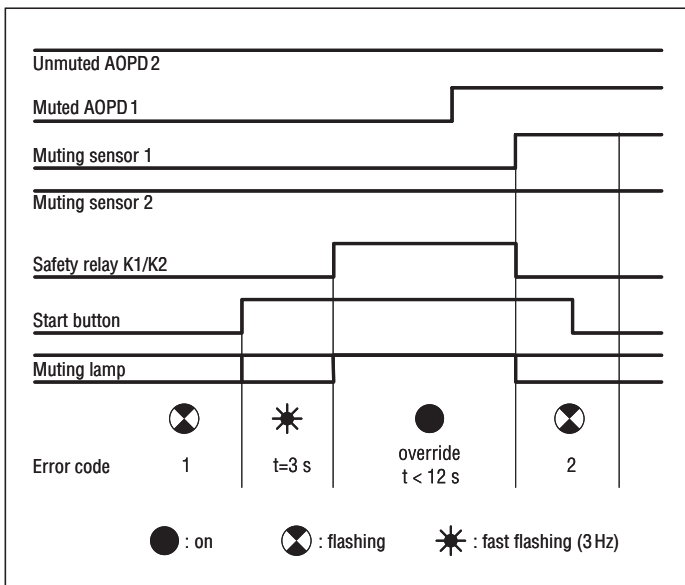 Unmuted AOPD 2
Muted AOPD 1
Muting sensor 1
Muting sensor 2
Safety relay K1/K2
Start button
Muting lamp
Error code 1 t=3 s override t < 12 s 2
: on : flashing : fast flashing (3 Hz)